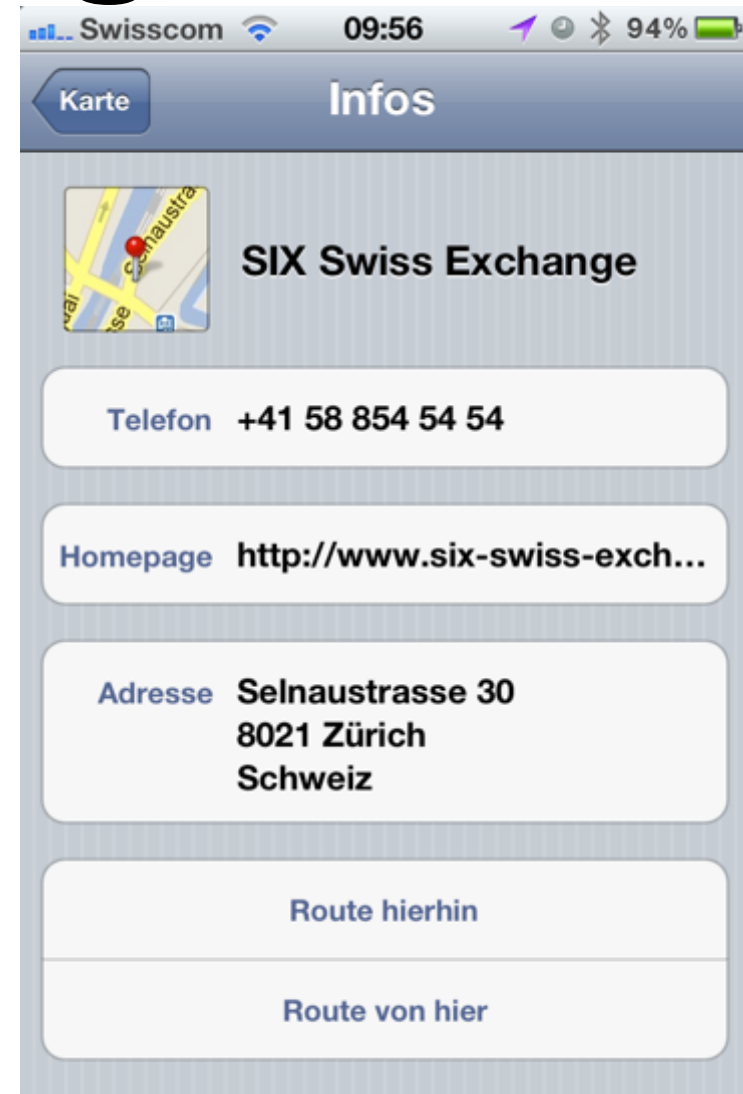 Swisscom 09:56 94%
Karte Infos
Selnaustra
SIX Swiss Exchange
Telefon +41 58 854 54 54
Homepage http://www.six-swiss-exch...
Adresse Selnaustrasse 30
8021 Zürich
Schweiz
Route hierhin
Route von hier